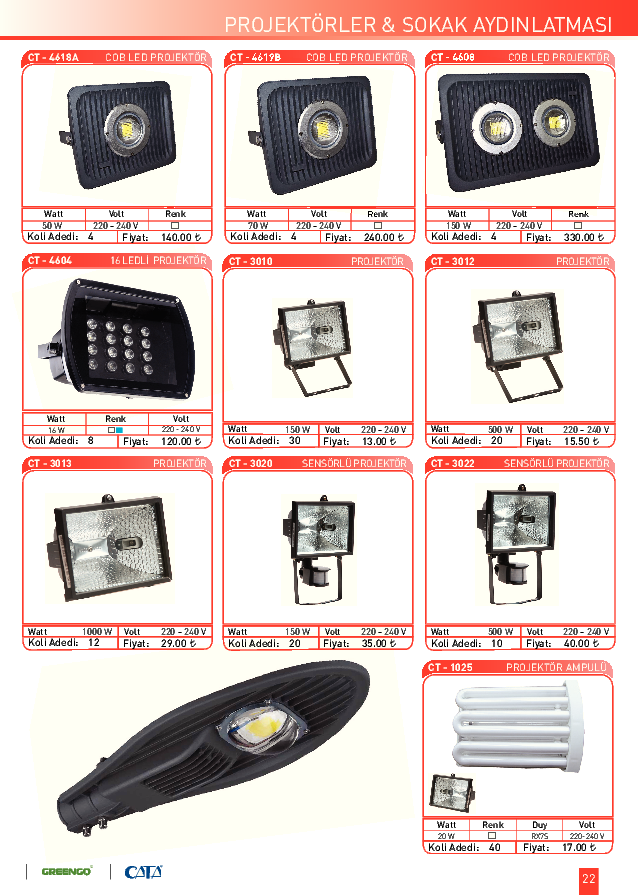 PROJEKTÖRLER & SOKAK AYDINLATMASI
CT - 4618A COB LED PROJEKTÖR
Watt Volt Renk
50 W 220 - 240 V
Koli Adedi: 4 Fiyat: 140.00 ₺
CT - 4619B COB LED PROJEKTÖR
Watt Volt Renk
70 W 220 - 240 V
Koli Adedi: 4 Fiyat: 240.00 ₺
CT - 4608 COB LED PROJEKTÖR
Watt Volt Renk
150 W 220 - 240 V
Koli Adedi: 4 Fiyat: 330.00 ₺
CT - 4604 16 LEDLİ PROJEKTÖR
Watt Renk Volt
16 W 220 - 240 V
Koli Adedi: 8 Fiyat: 120.00 ₺
CT - 3010 PROJEKTÖR
Watt 150 W Volt 220 - 240 V
Koli Adedi: 30 Fiyat: 13.00 ₺
CT - 3012 PROJEKTÖR
Watt 500 W Volt 220 - 240 V
Koli Adedi: 20 Fiyat: 15.50 ₺
CT - 3013 PROJEKTÖR
Watt 1000 W Volt 220 - 240 V
Koli Adedi: 12 Fiyat: 29.00 ₺
CT - 3020 SENSÖRLÜ PROJEKTÖR
Watt 150 W Volt 220 - 240 V
Koli Adedi: 20 Fiyat: 35.00 ₺
CT - 3022 SENSÖRLÜ PROJEKTÖR
Watt 500 W Volt 220 - 240 V
Koli Adedi: 10 Fiyat: 40.00 ₺
CT - 1025 PROJEKTÖR AMPULÜ
Watt Renk Duy Volt
20 W RX7S 220-240 V
Koli Adedi: 40 Fiyat: 17.00 ₺
GREENGO CATA
22